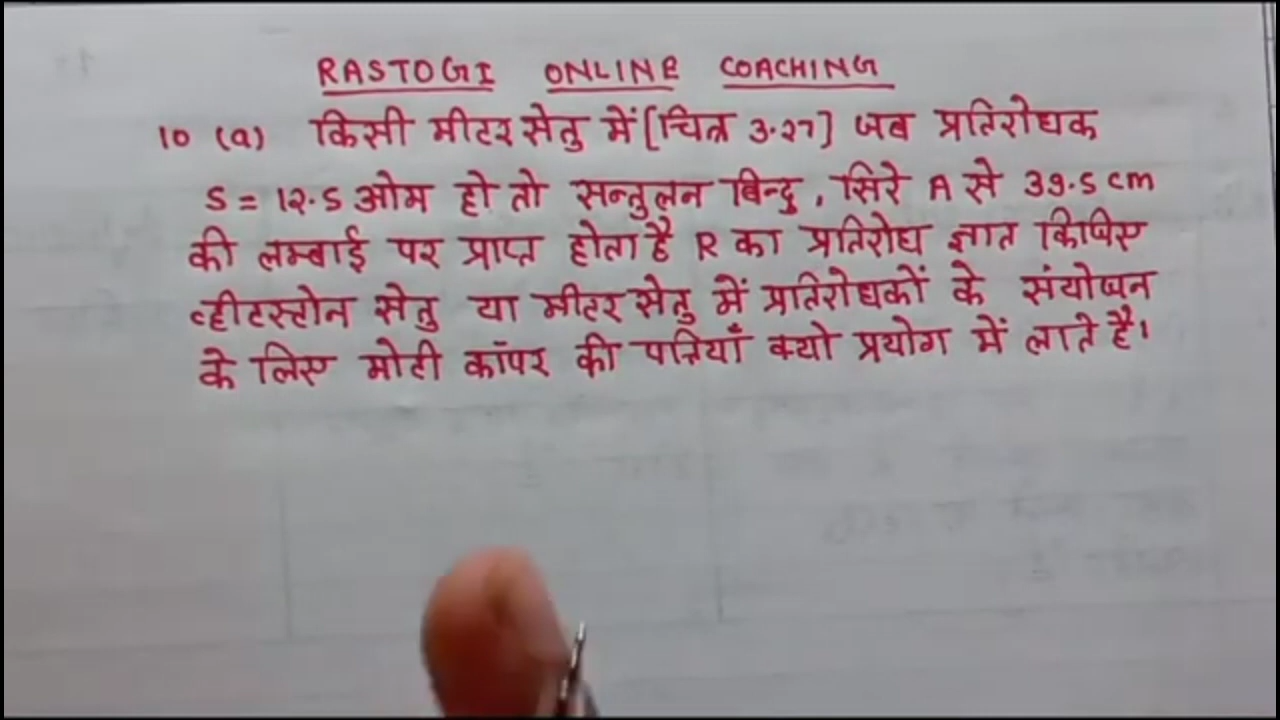 RASTOGI ONLINE COACHING
10 (a) किसी मीटर सेतु में [चित्र 3.27] जब प्रतिरोधक
S = 12.5 ओम हो तो सन्तुलन बिन्दु, सिरे A से 39.5 cm
की लम्बाई पर प्राप्त होता है R का प्रतिरोध ज्ञात किजिए
व्हीटस्टोन सेतु या मीटर सेतु में प्रतिरोधकों के संयोजन
के लिए मोटी कॉपर की पत्तियाँ क्यो प्रयोग में लाते है।